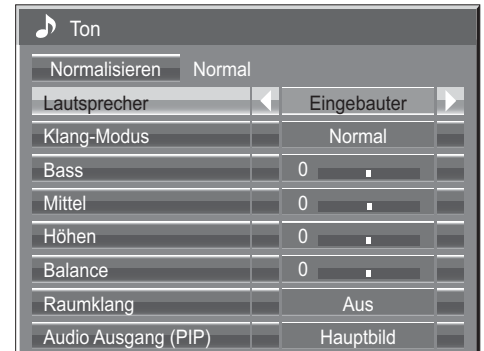 Ton
Normalisieren Normal
Lautsprecher Eingebauter
Klang-Modus Normal
Bass 0
Mittel 0
Höhen 0
Balance 0
Raumklang Aus
Audio Ausgang (PIP) Hauptbild